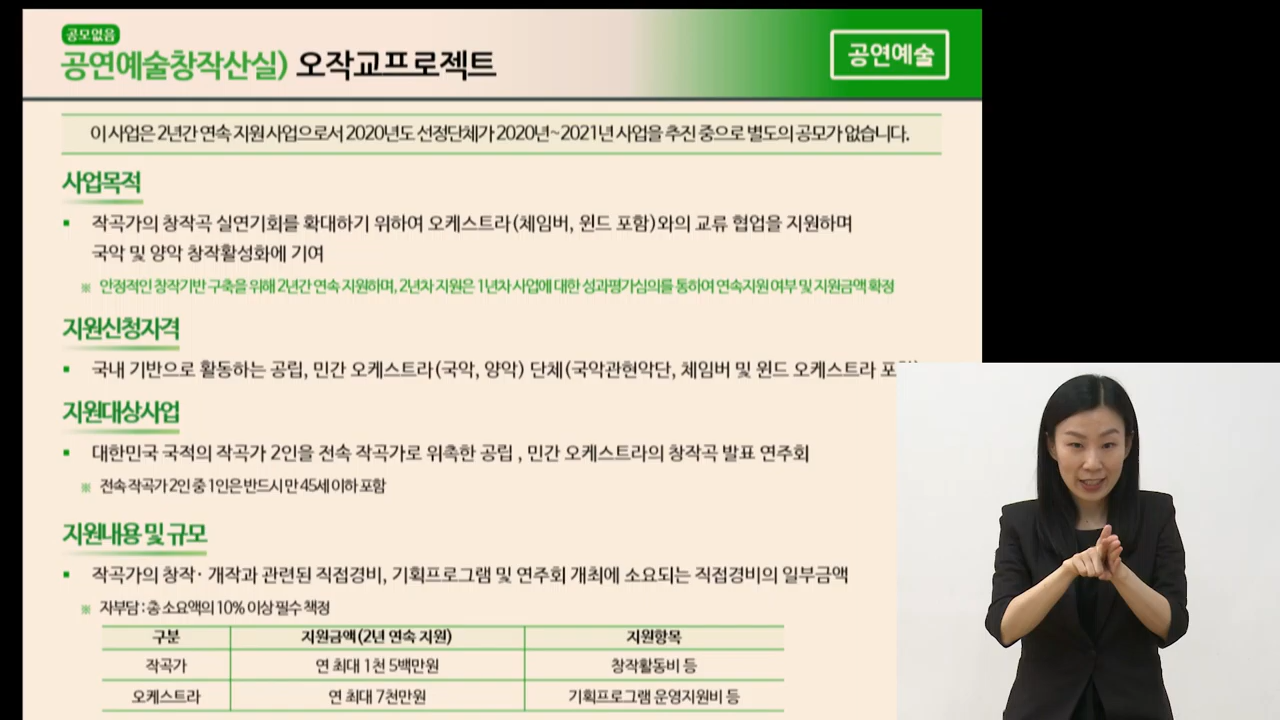 공모없음
공연예술창작산실) 오작교프로젝트
공연예술
이 사업은 2년간 연속 지원 사업으로서 2020년도 선정단체가 2020년~2021년 사업을 추진 중으로 별도의 공모가 없습니다.
사업목적
▪ 작곡가의 창작곡 실연기회를 확대하기 위하여 오케스트라(체임버, 윈드 포함)와의 교류 협업을 지원하며
국악 및 양악 창작활성화에 기여
※ 안정적인 창작기반 구축을 위해 2년간 연속 지원하며, 2년차 지원은 1년차 사업에 대한 성과평가심의를 통하여 연속지원 여부 및 지원금액 확정
지원신청자격
▪ 국내 기반으로 활동하는 공립, 민간 오케스트라(국악, 양악) 단체(국악관현악단, 체임버 및 윈드 오케스트라
지원대상사업
▪ 대한민국 국적의 작곡가 2인을 전속 작곡가로 위촉한 공립 , 민간 오케스트라의 창작곡 발표 연주회
※ 전속 작곡가 2인 중 1인은 반드시 만 45세 이하 포함
지원내용 및 규모
▪ 작곡가의 창작· 개작과 관련된 직접경비, 기획프로그램 및 연주회 개최에 소요되는 직접경비의 일부금액
※ 자부담 : 총 소요액의 10% 이상 필수 책정
구분 지원금액(2년 연속 지원) 지원항목
작곡가 연 최대 1천 5백만원 창작활동비 등
오케스트라 연 최대 7천만원 기획프로그램 운영지원비 등